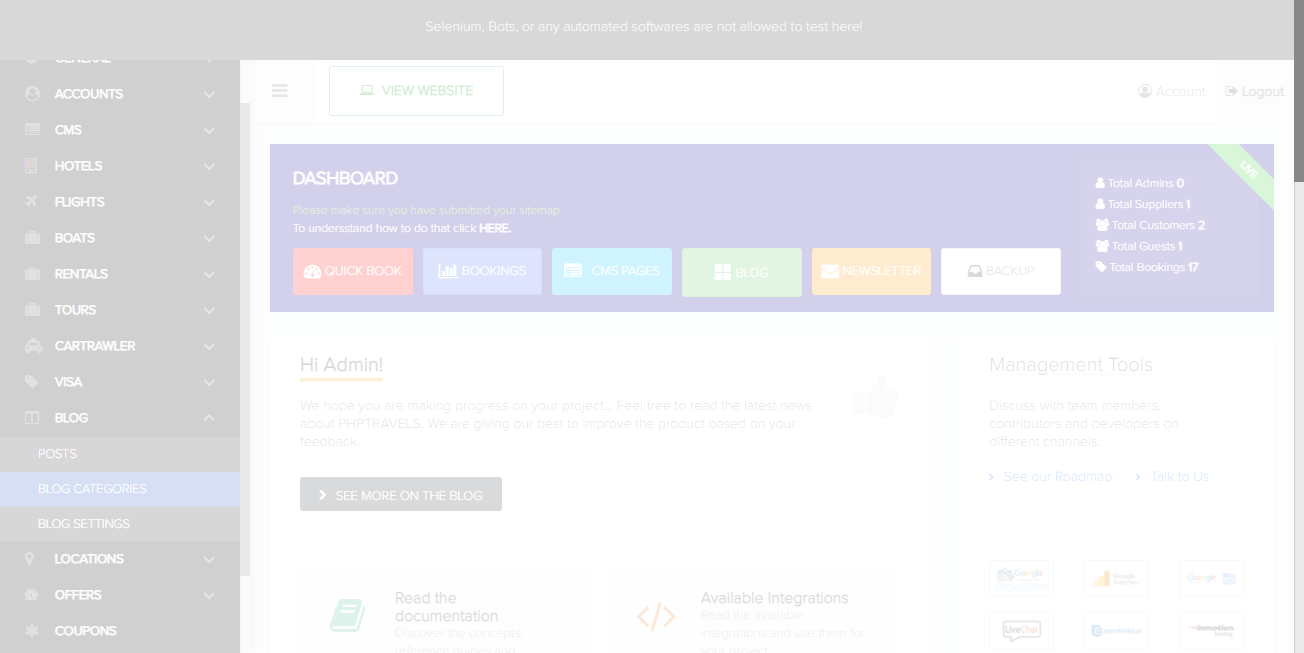 Selenium, Bots, or any automated softwares are not allowed to test here!
GENERAL
ACCOUNTS
CMS
HOTELS
FLIGHTS
BOATS
RENTALS
TOURS
CARTRAWLER
VISA
BLOG
POSTS
BLOG CATEGORIES
BLOG SETTINGS
LOCATIONS
OFFERS
COUPONS
VIEW WEBSITE
Account
Logout
DASHBOARD
Please make sure you have submitted your sitemap
To undersstand how to do that click HERE.
QUICK BOOK
BOOKINGS
CMS PAGES
BLOG
NEWSLETTER
BACKUP
Total Admins 0
Total Suppliers 1
Total Customers 2
Total Guests 1
Total Bookings 17
LIVE
Hi Admin!
We hope you are making progress on your project... Feel free to read the latest news
about PHPTRAVELS. We are giving our best to improve the product based on your
feedback.
SEE MORE ON THE BLOG
Read the
documentation
Discover the concepts,
reference guides and
Available Integrations
Read the available
integrations and use them for
your project
Management Tools
Discuss with team members,
contributors and developers on
different channels.
See our Roadmap
Talk to Us
Google
Google
Analytics
Google
LiveChat
sendinblue
inmotion
hosting